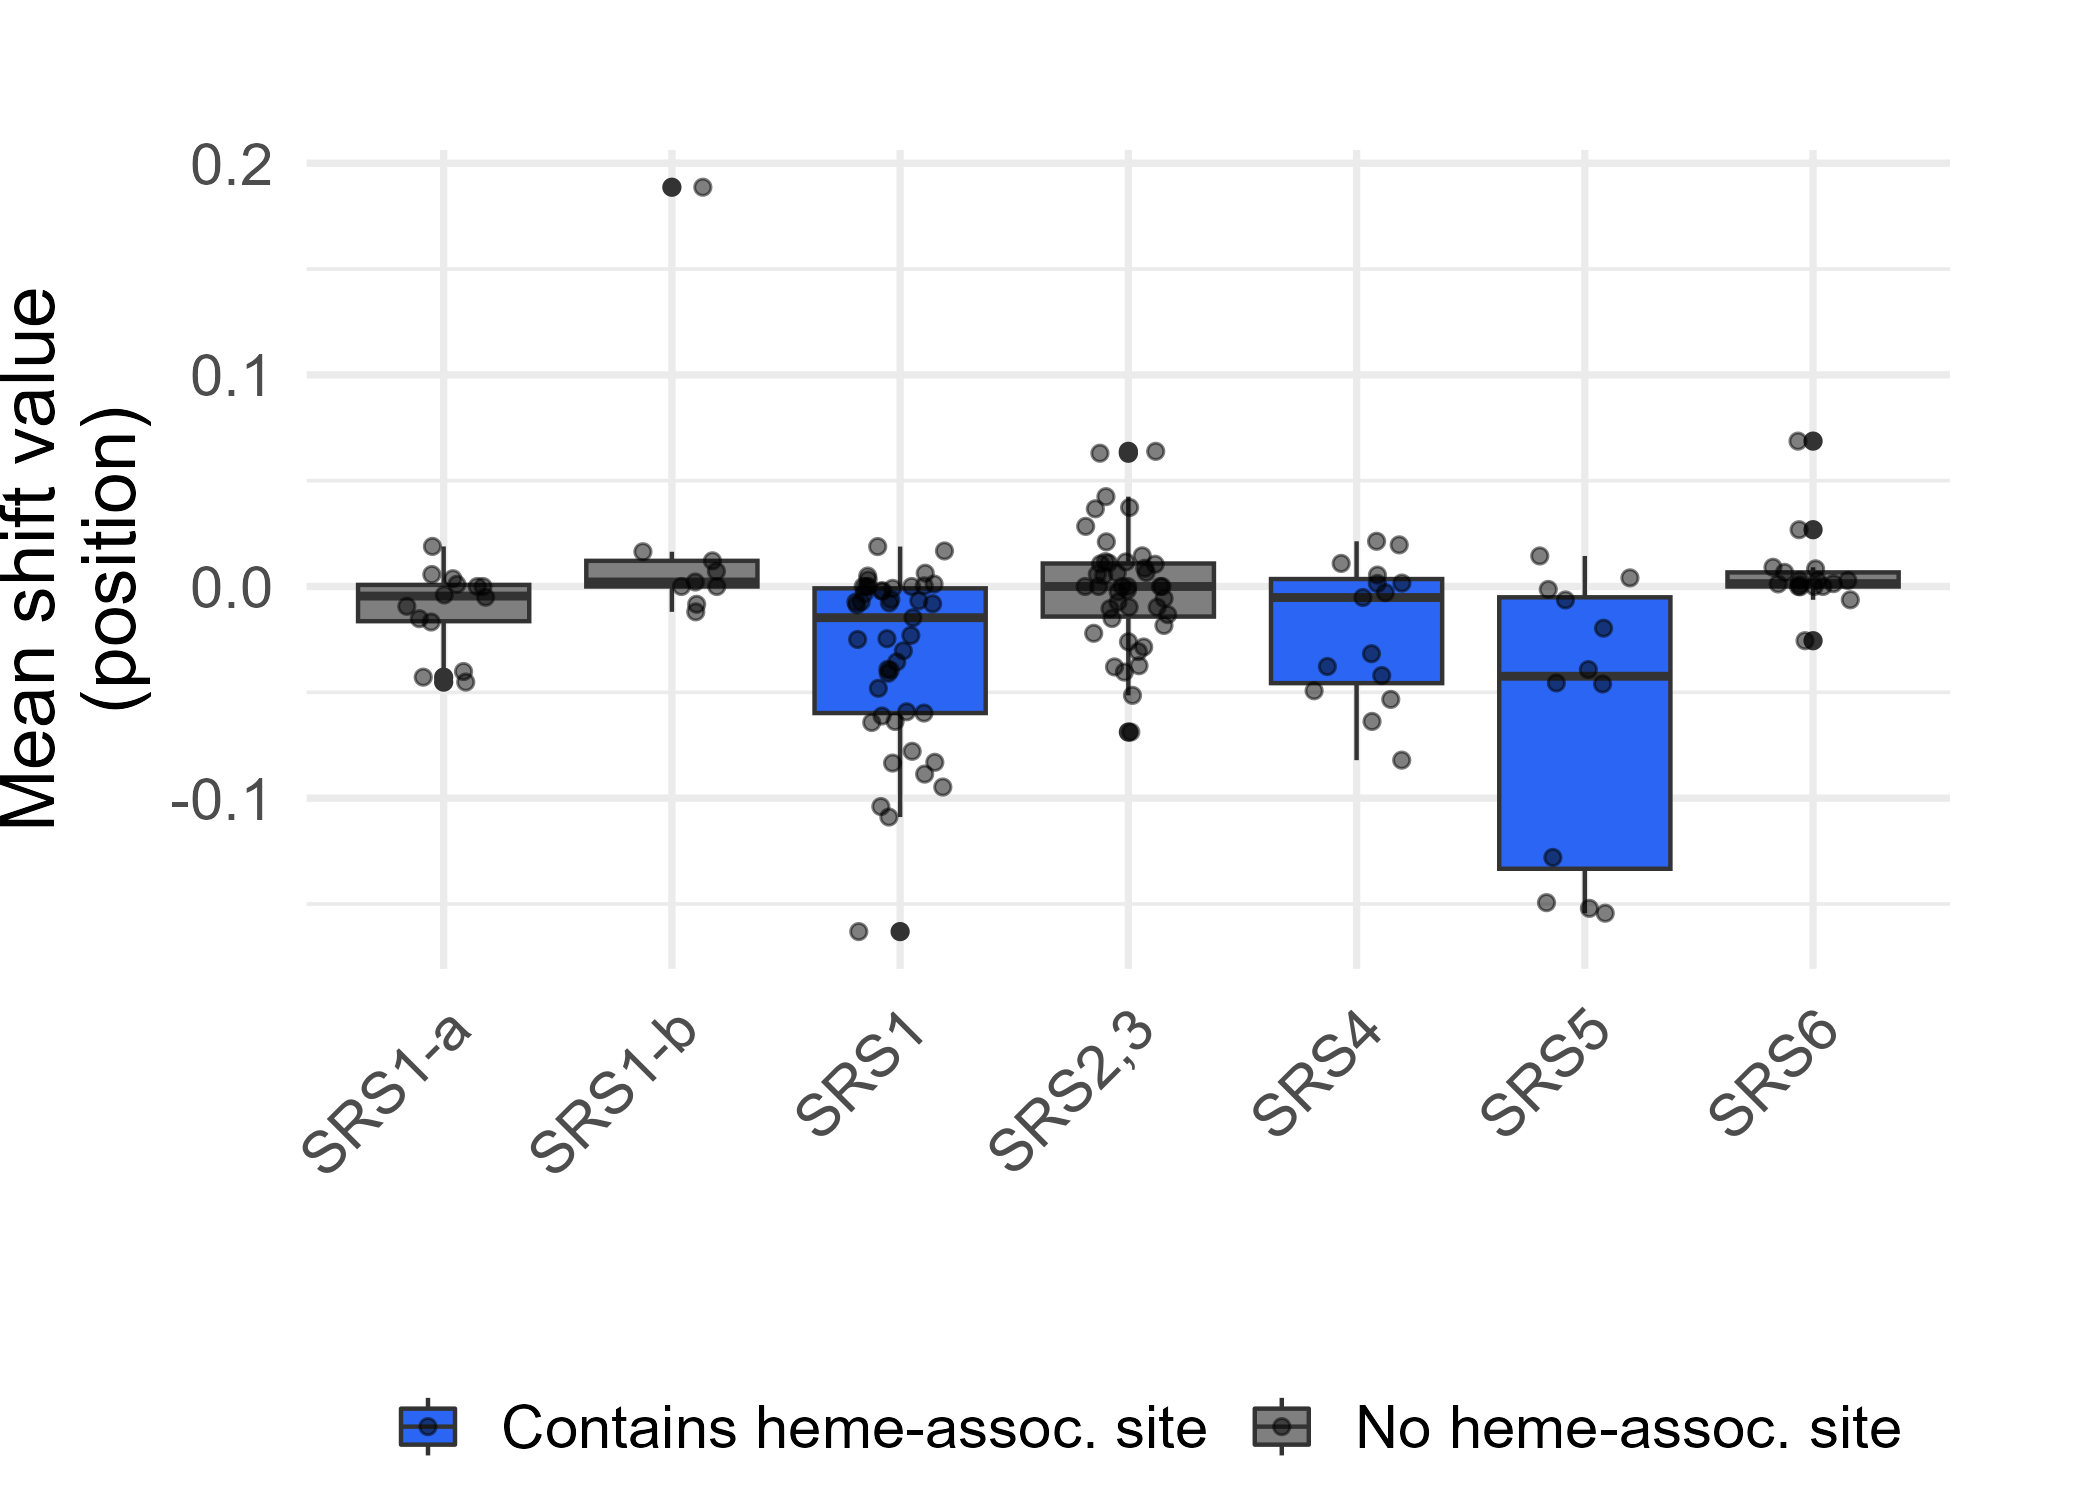 Mean shift value
(position)
0.2
0.1
0.0
-0.1
SRS1-a
SRS1-b
SRS1
SRS2,3
SRS4
SRS5
SRS6
Contains heme-assoc. site
No heme-assoc. site